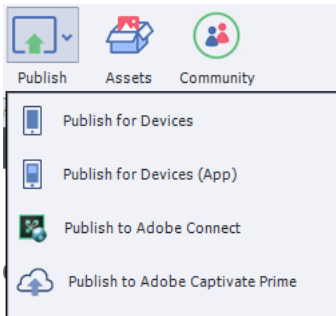 Publish Assets Community
Publish for Devices
Publish for Devices (App)
Publish to Adobe Connect
Publish to Adobe Captivate Prime